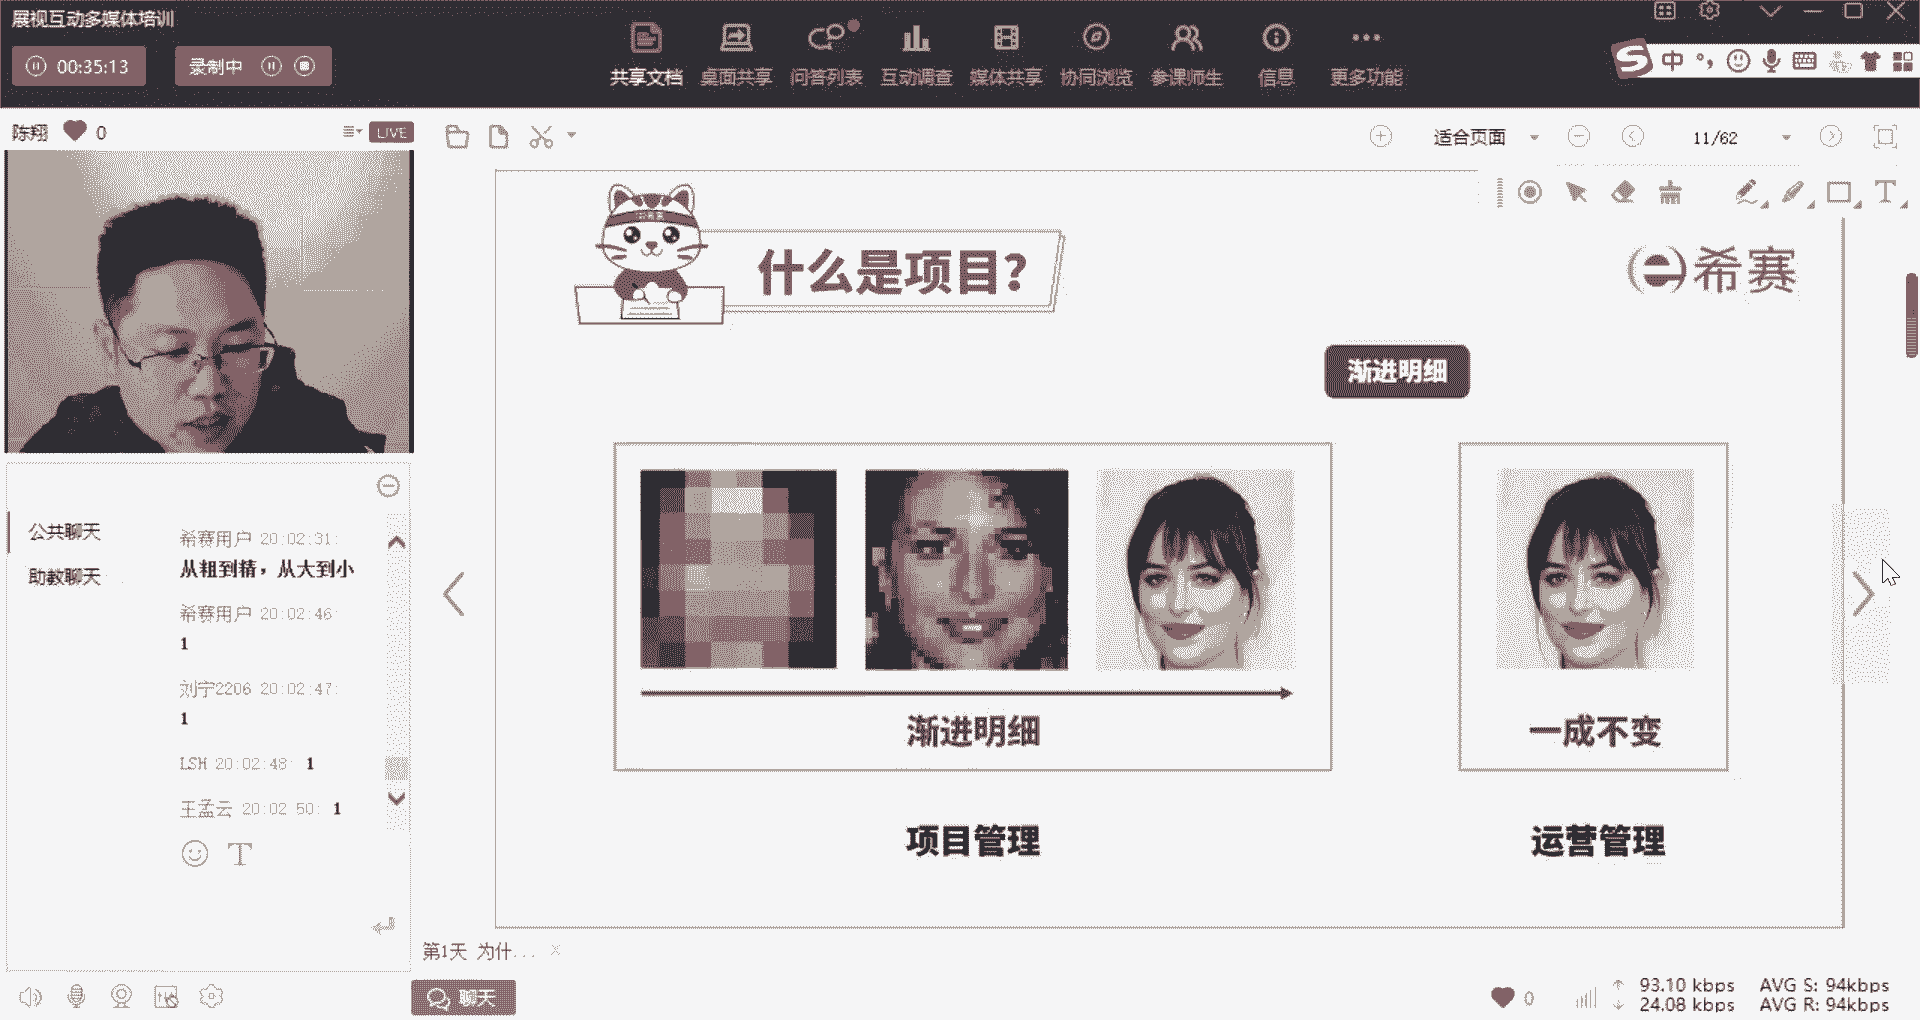 展视互动多媒体培训
00:35:13
录制中
共享文档
桌面共享
问答列表
互动调查
媒体共享
协同浏览
参课师生
信息
更多功能
中
陈翔 0
LIVE
适合页面
11/62
什么是项目？
希赛
渐进明细
渐进明细
一成不变
项目管理
运营管理
公共聊天
助教聊天
希赛用户 20:02:31:
从粗到精，从大到小
希赛用户 20:02:46:
1
刘宁2206 20:02:47:
1
LSH 20:02:48: 1
王孟云 20:02:50: 1
第1天 为什...
聊天
0
93.10 kbps AVG S: 94kbps
24.08 kbps AVG R: 94kbps